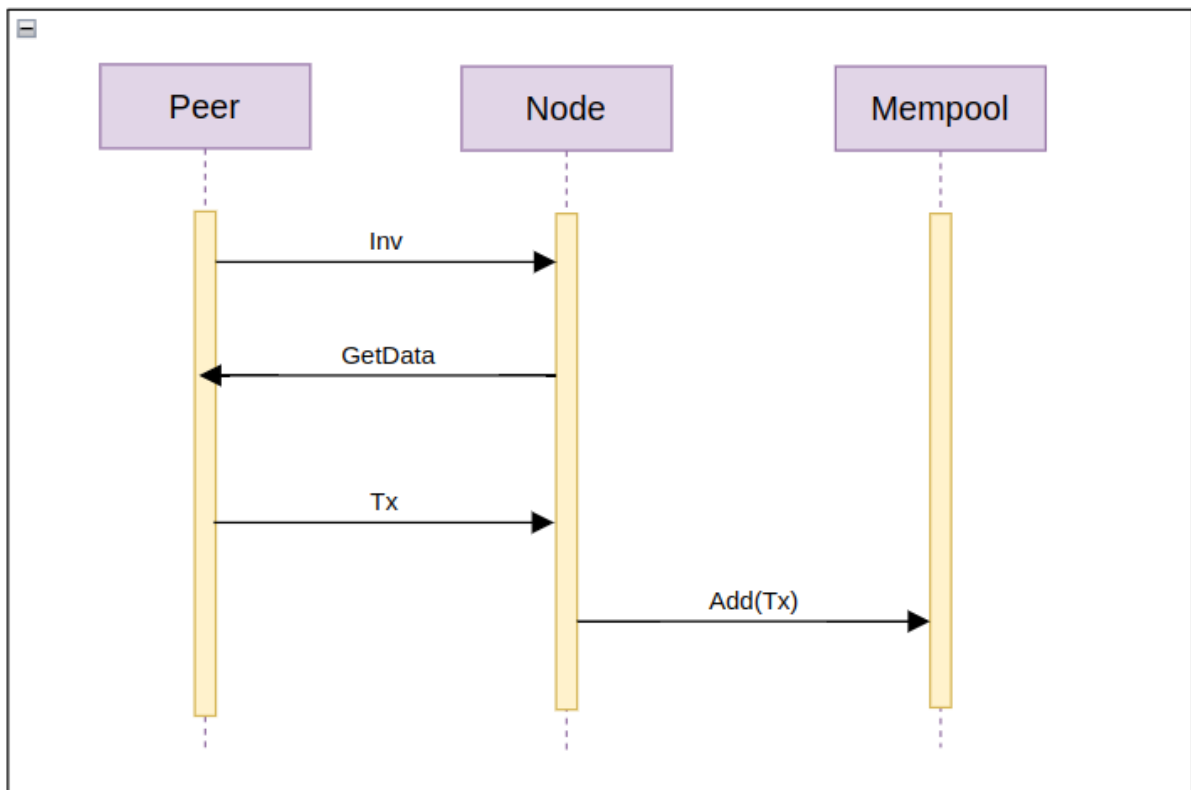 Peer
Node
Mempool
Inv
GetData
Tx
Add(Tx)